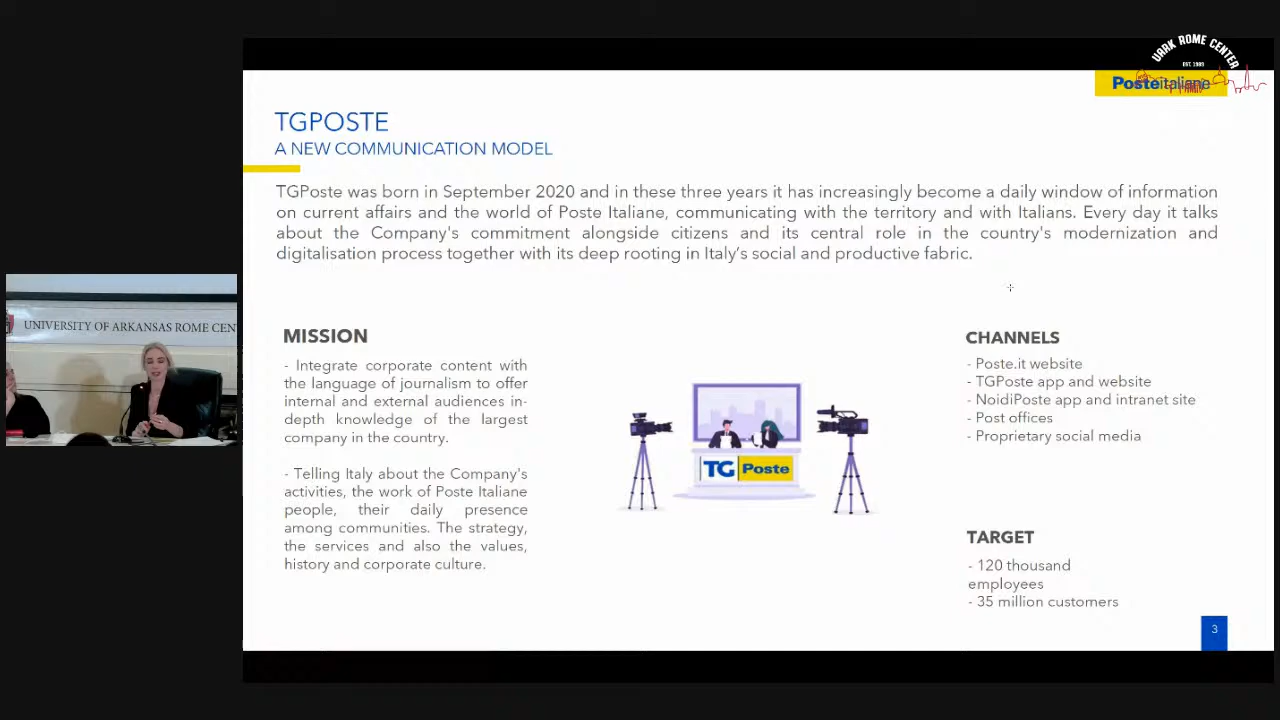 UARK ROME CENTER
EST. 1989
Posteitaliane
TGPOSTE
A NEW COMMUNICATION MODEL
TGPoste was born in September 2020 and in these three years it has increasingly become a daily window of information
on current affairs and the world of Poste Italiane, communicating with the territory and with Italians. Every day it talks
about the Company's commitment alongside citizens and its central role in the country's modernization and
digitalisation process together with its deep rooting in Italy’s social and productive fabric.
UNIVERSITY OF ARKANSAS ROME CEN
MISSION
- Integrate corporate content with
the language of journalism to offer
internal and external audiences in-
depth knowledge of the largest
company in the country.
- Telling Italy about the Company's
activities, the work of Poste Italiane
people, their daily presence
among communities. The strategy,
the services and also the values,
history and corporate culture.
TG Poste
CHANNELS
- Poste.it website
- TGPoste app and website
- NoidiPoste app and intranet site
- Post offices
- Proprietary social media
TARGET
- 120 thousand
employees
- 35 million customers
3